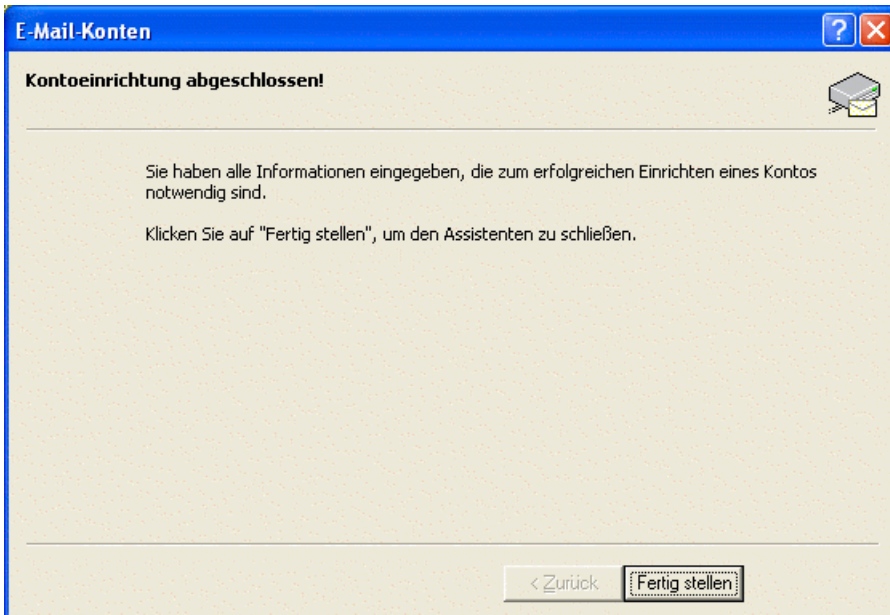 E-Mail-Konten
Kontoeinrichtung abgeschlossen!
Sie haben alle Informationen eingegeben, die zum erfolgreichen Einrichten eines Kontos
notwendig sind.
Klicken Sie auf "Fertig stellen", um den Assistenten zu schließen.
< Zurück
Fertig stellen